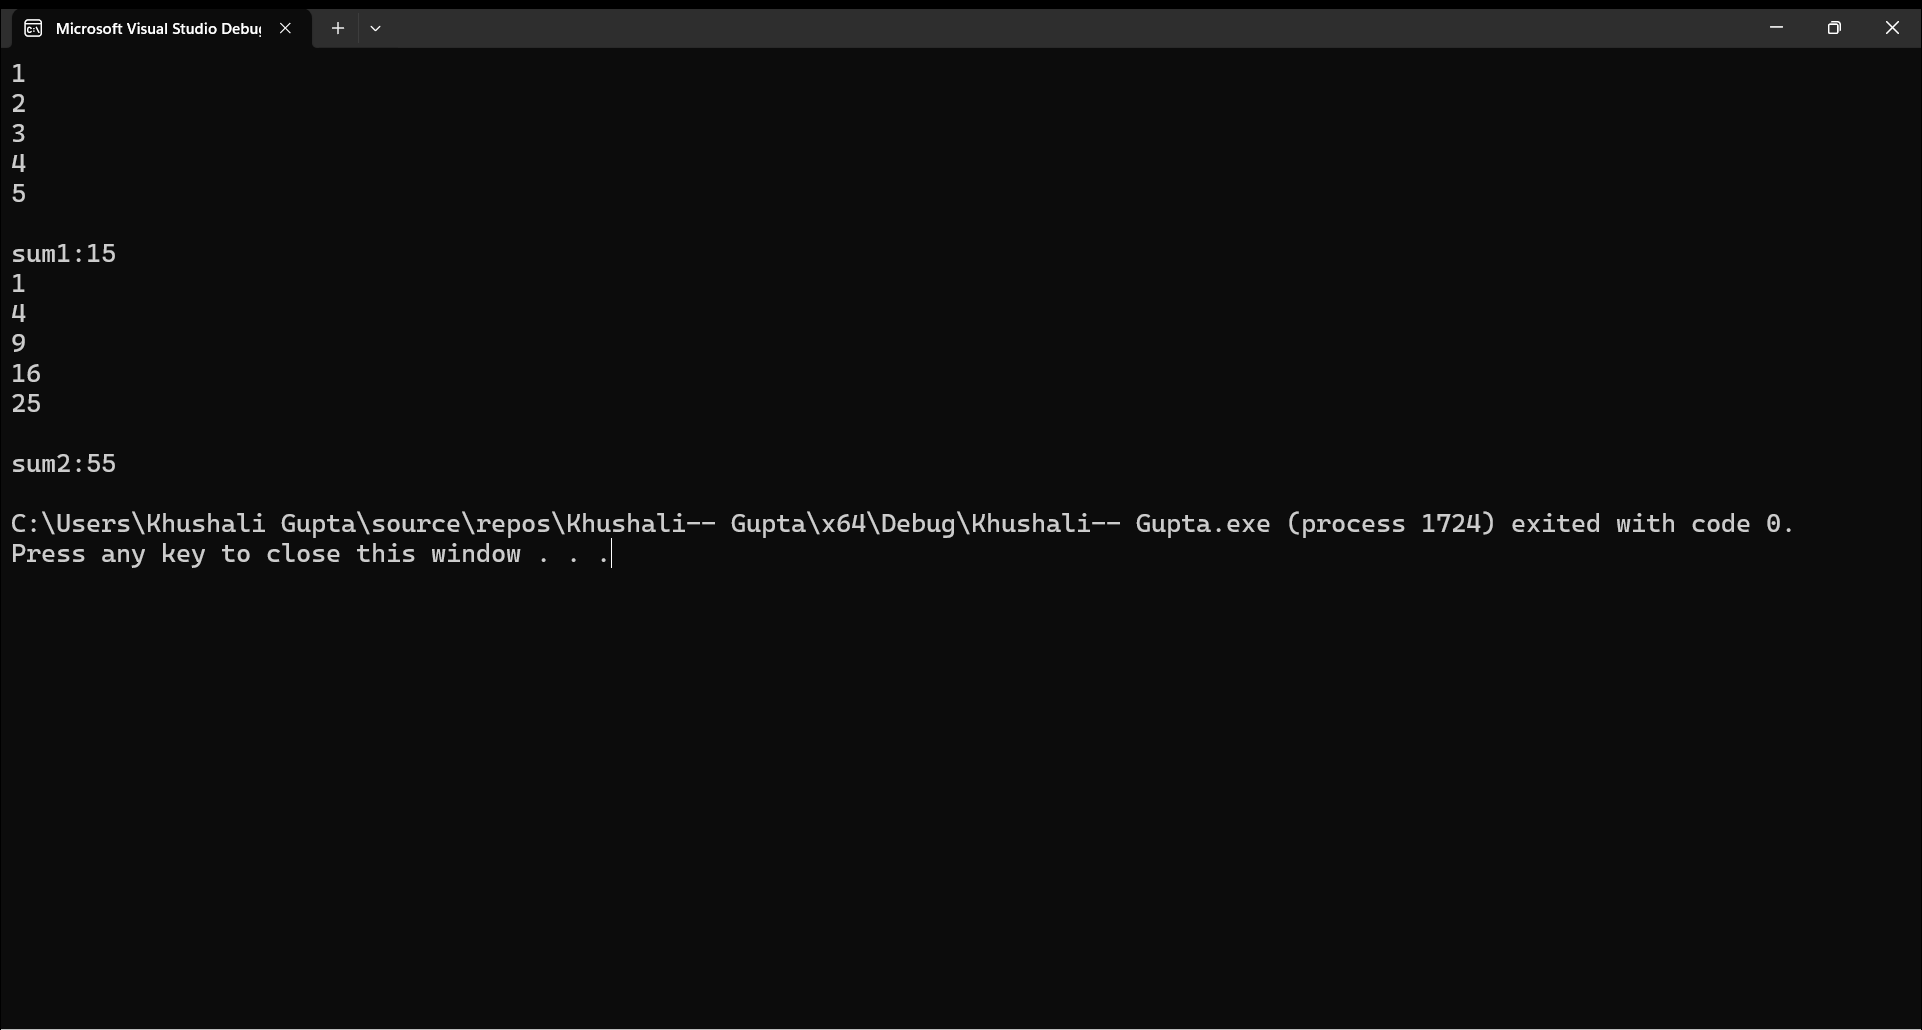 Microsoft Visual Studio Debug
1
2
3
4
5
sum1:15
1
4
9
16
25
sum2:55
C:\Users\Khushali Gupta\source\repos\Khushali-- Gupta\x64\Debug\Khushali-- Gupta.exe (process 1724) exited with code 0.
Press any key to close this window . . .